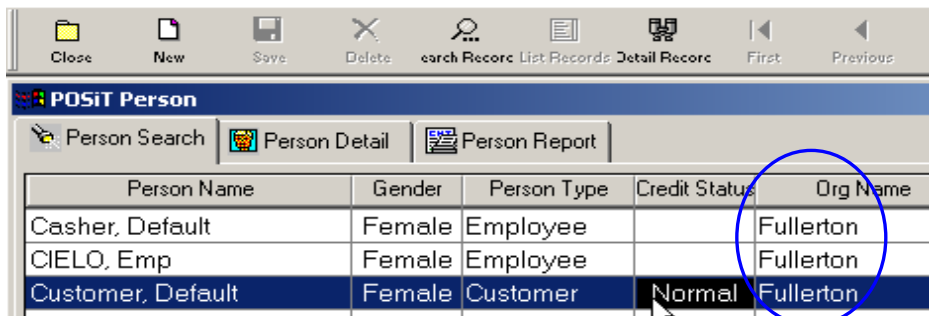 Close New Save Delete earch Recorc List Records Detail Recorc First Previous
POSiT Person
Person Search Person Detail Person Report
Person Name Gender Person Type Credit Status Org Name
Casher, Default Female Employee Fullerton
CIELO, Emp Female Employee Fullerton
Customer, Default Female Customer Normal Fullerton